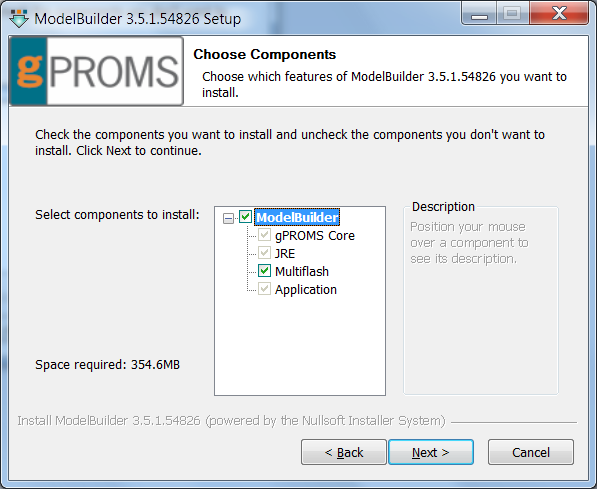 ModelBuilder 3.5.1.54826 Setup
gPROMS
Choose Components
Choose which features of ModelBuilder 3.5.1.54826 you want to
install.
Check the components you want to install and uncheck the components you don't want to
install. Click Next to continue.
Select components to install:
ModelBuilder
gPROMS Core
JRE
Multiflash
Application
Description
Position your mouse
over a component to
see its description.
Space required: 354.6MB
Install ModelBuilder 3.5.1.54826 (powered by the Nullsoft Installer System)
< Back
Next >
Cancel